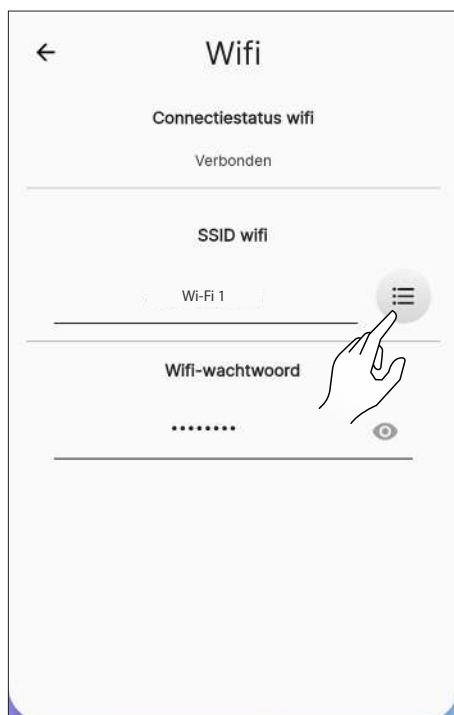 Wifi
Connectiestatus wifi
Verbonden
SSID wifi
Wi-Fi 1
Wifi-wachtwoord
••••••••